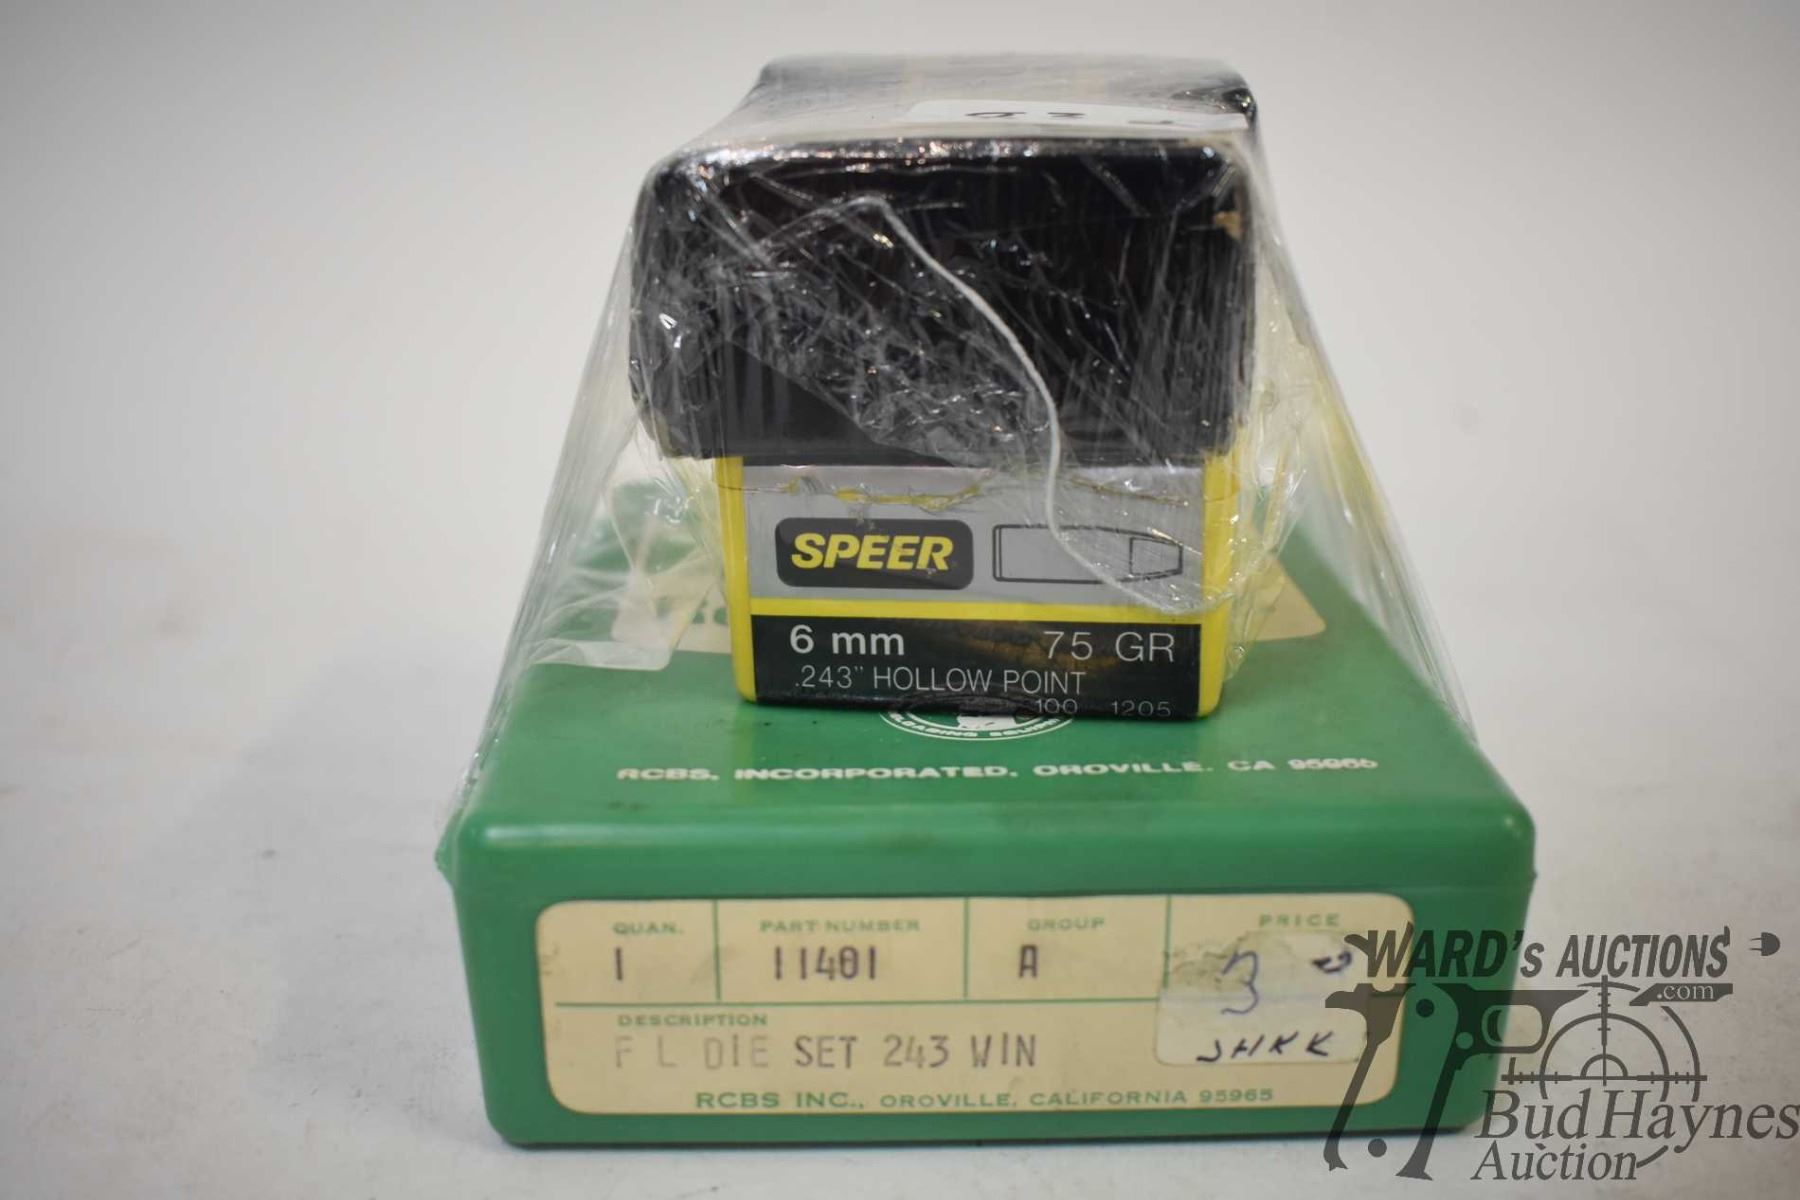 SPEER
6 mm 75 GR
.243" HOLLOW POINT
100 1205
RCBS, INCORPORATED, OROVILLE, CA 95965
QUAN. PART NUMBER GROUP PRICE
1 11401 A
DESCRIPTION
F L DIE SET 243 WIN
RCBS INC., OROVILLE, CALIFORNIA 95965
WARD's AUCTIONS
.com
Bud Haynes
Auction